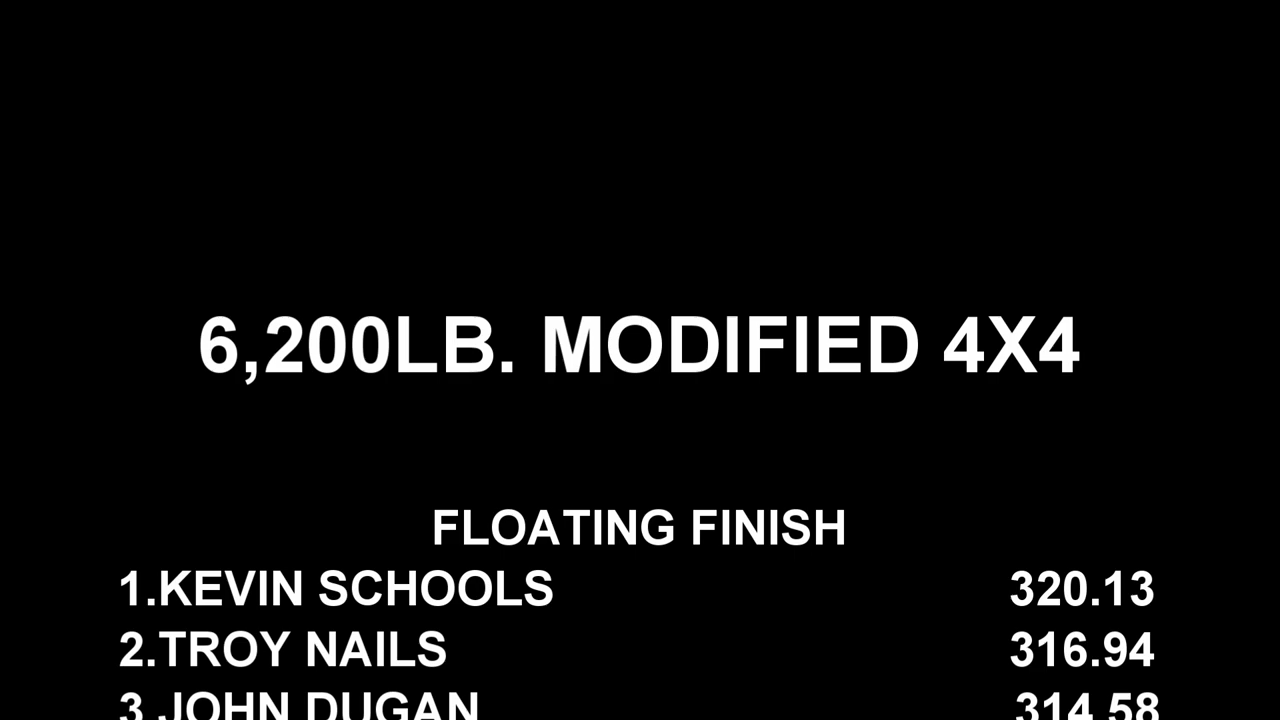 6,200LB. MODIFIED 4X4
FLOATING FINISH
1.KEVIN SCHOOLS 320.13
2.TROY NAILS 316.94
3.JOHN DUGAN 314.58